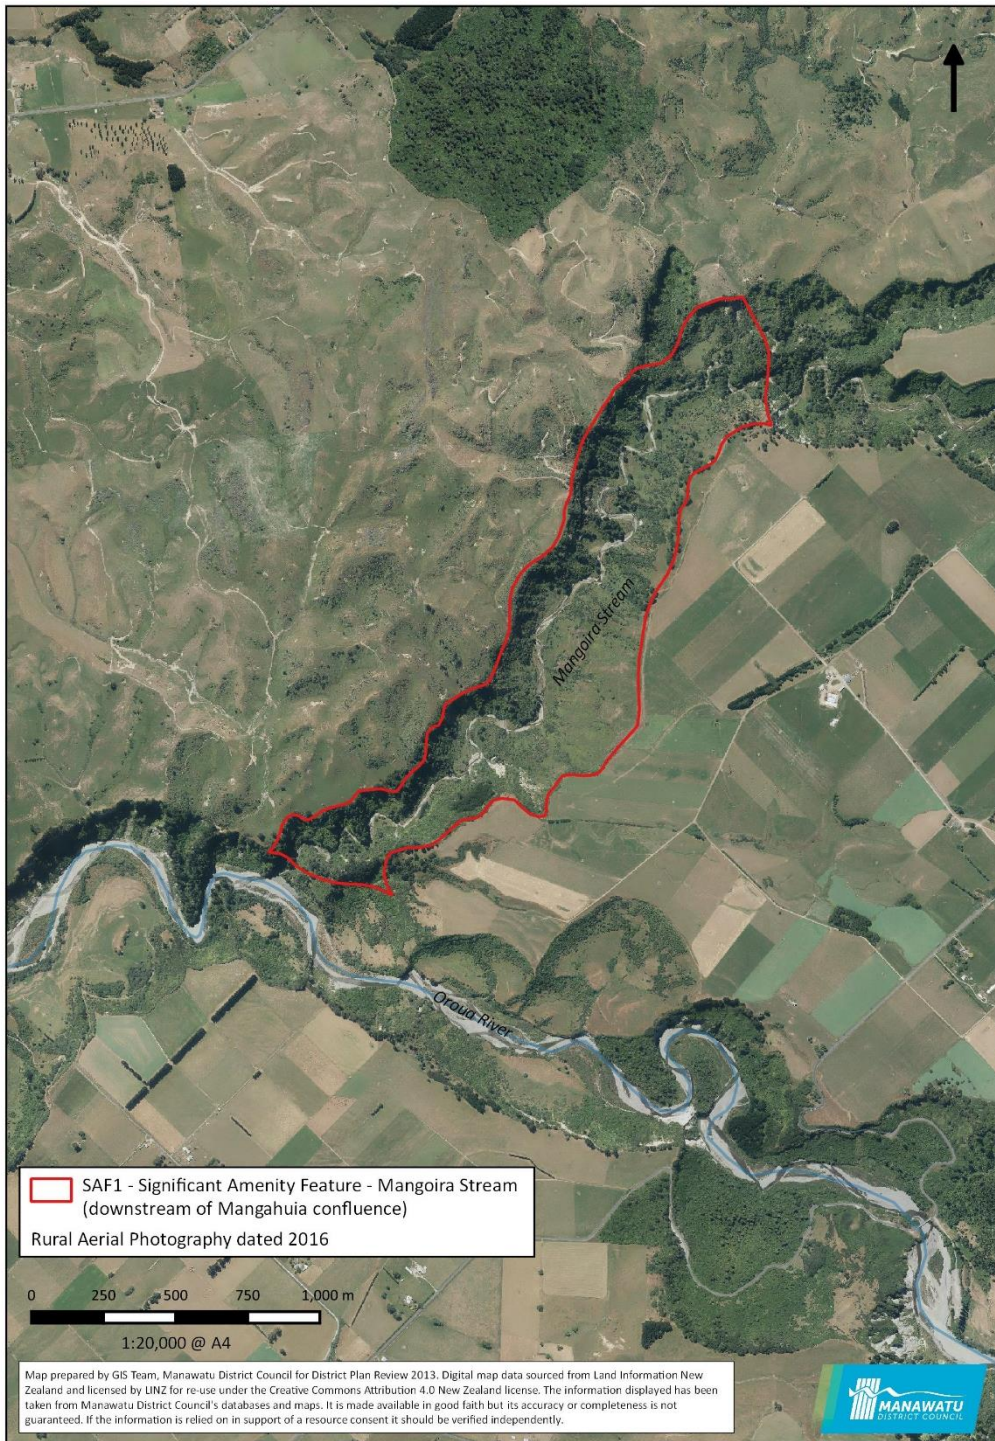 Mangoira Stream
Oroua River
SAF1 - Significant Amenity Feature - Mangoira Stream
(downstream of Mangahuia confluence)
Rural Aerial Photography dated 2016
0 250 500 750 1,000 m
1:20,000 @ A4
Map prepared by GIS Team, Manawatu District Council for District Plan Review 2013. Digital map data sourced from Land Information New
Zealand and licensed by LINZ for re-use under the Creative Commons Attribution 4.0 New Zealand license. The information displayed has been
taken from Manawatu District Council's databases and maps. It is made available in good faith but its accuracy or completeness is not
guaranteed. If the information is relied on in support of a resource consent it should be verified independently.
MANAWATU
DISTRICT COUNCIL